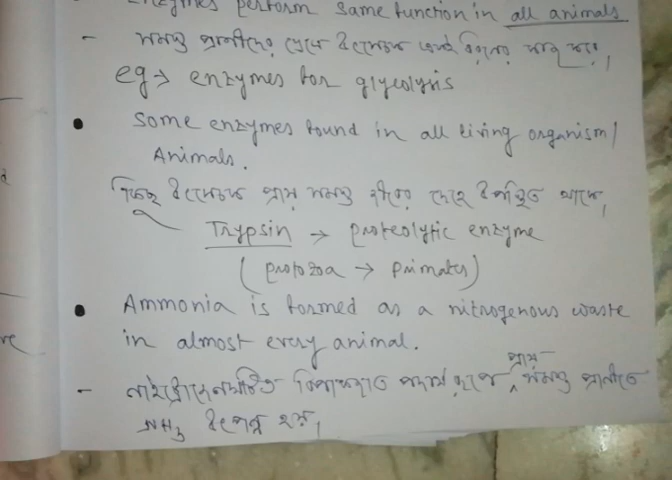 Enzymes perform same function in all animals
- সমস্ত প্রাণীদের দেহে উৎসেচক একই ধরনের কাজ করে।
eg → enzymes for glycolysis
• Some enzymes found in all living organism/
Animals.
কিছু উৎসেচক প্রায় সমস্ত জীবের দেহে উপস্থিত থাকে,
Trypsin → proteolytic enzyme
(protozoa → primates)
• Ammonia is formed as a nitrogenous waste
in almost every animal.
প্রায়
- নাইট্রোজেনঘটিত বিপাকজাত পদার্থ রূপে ^ সমস্ত প্রাণীতে
উৎপন্ন হয়।